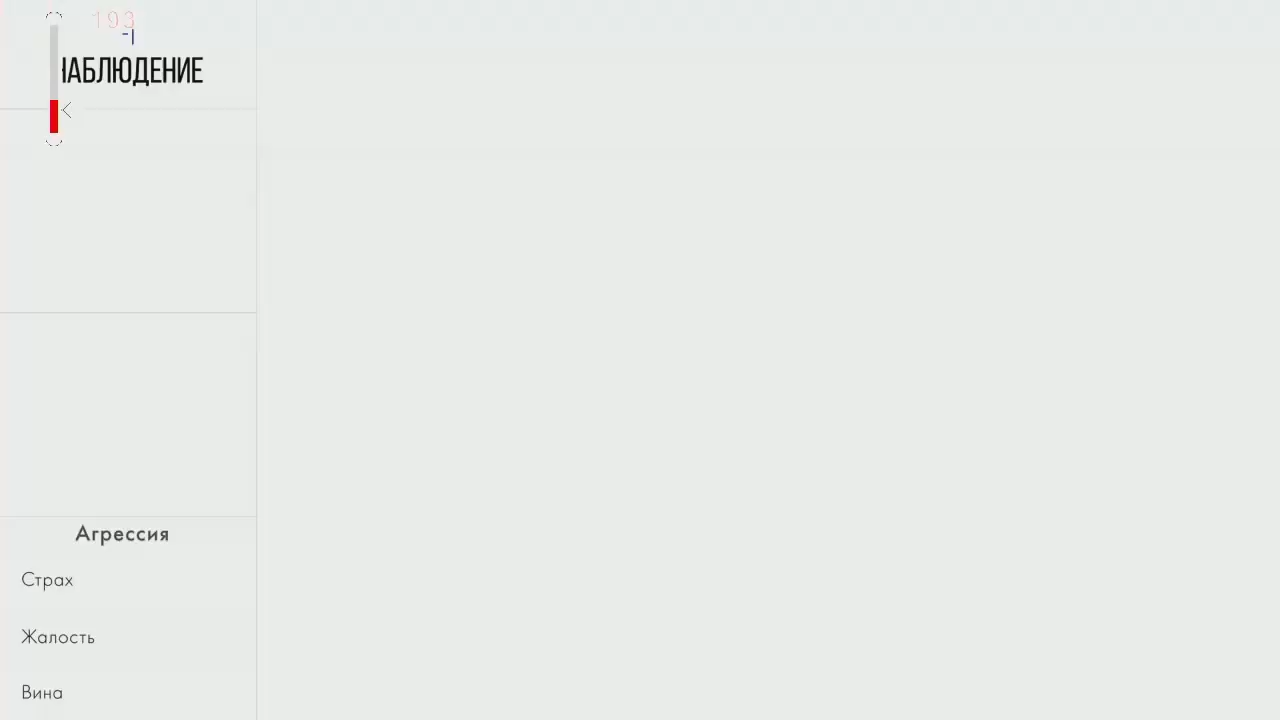 193
НАБЛЮДЕНИЕ
Агрессия
Страх
Жалость
Вина